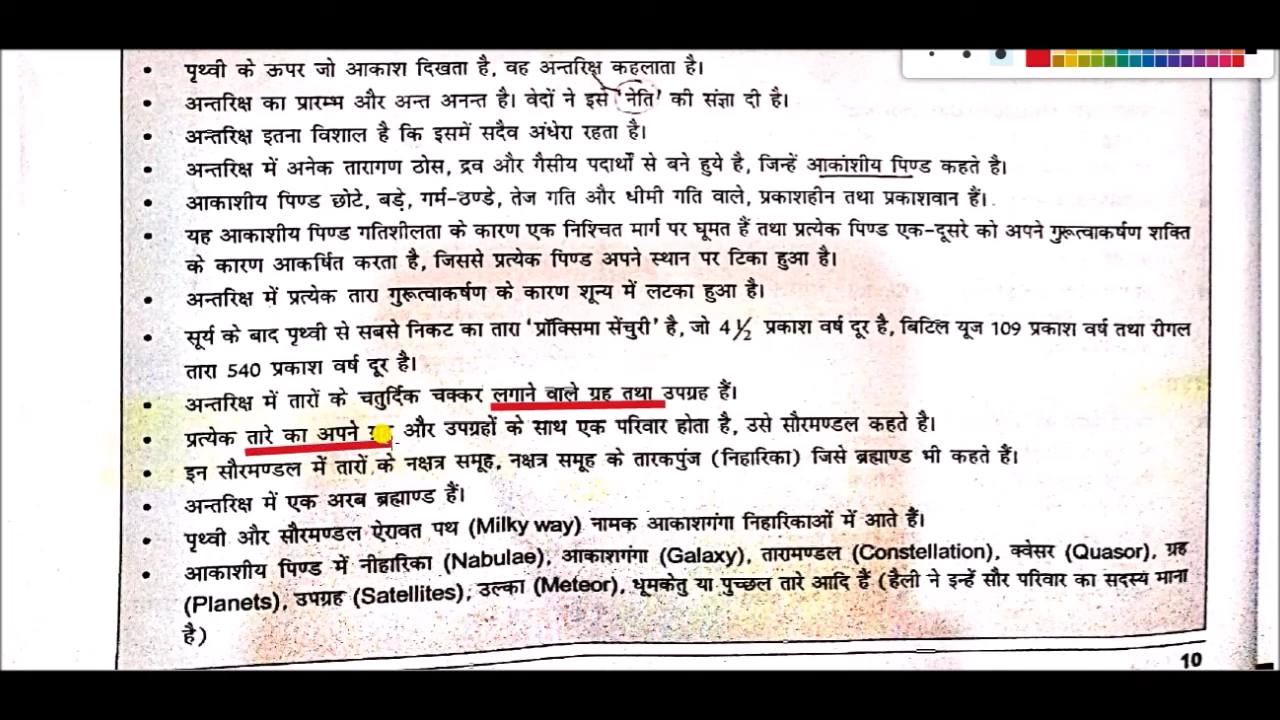 • पृथ्वी के ऊपर जो आकाश दिखता है, वह अन्तरिक्ष कहलाता है।
• अन्तरिक्ष का प्रारम्भ और अन्त अनन्त है। वेदों ने इसे 'नेति' की संज्ञा दी है।
• अन्तरिक्ष इतना विशाल है कि इसमें सदैव अंधेरा रहता है।
• अन्तरिक्ष में अनेक तारागण ठोस, द्रव और गैसीय पदार्थों से बने हुये है, जिन्हें आकांशीय पिण्ड कहते है।
• आकाशीय पिण्ड छोटे, बड़े, गर्म-ठण्डे, तेज गति और धीमी गति वाले, प्रकाशहीन तथा प्रकाशवान हैं।
• यह आकाशीय पिण्ड गतिशीलता के कारण एक निश्चित मार्ग पर घूमत हैं तथा प्रत्येक पिण्ड एक-दूसरे को अपने गुरूत्वाकर्षण शक्ति
के कारण आकर्षित करता है, जिससे प्रत्येक पिण्ड अपने स्थान पर टिका हुआ है।
• अन्तरिक्ष में प्रत्येक तारा गुरूत्वाकर्षण के कारण शून्य में लटका हुआ है।
• सूर्य के बाद पृथ्वी से सबसे निकट का तारा 'प्रॉक्सिमा सेंचुरी' है, जो 4 1/2 प्रकाश वर्ष दूर है, बिटिल यूज 109 प्रकाश वर्ष तथा रीगल
तारा 540 प्रकाश वर्ष दूर है।
• अन्तरिक्ष में तारों के चतुर्दिक चक्कर लगाने वाले ग्रह तथा उपग्रह हैं।
• प्रत्येक तारे का अपने और उपग्रहों के साथ एक परिवार होता है, उसे सौरमण्डल कहते है।
• इन सौरमण्डल में तारों के नक्षत्र समूह, नक्षत्र समूह के तारकपुंज (निहारिका) जिसे ब्रह्माण्ड भी कहते हैं।
• अन्तरिक्ष में एक अरब ब्रह्माण्ड हैं।
• पृथ्वी और सौरमण्डल ऐरावत पथ (Milky way) नामक आकाशगंगा निहारिकाओं में आते हैं।
• आकाशीय पिण्ड में नीहारिका (Nabulae), आकाशगंगा (Galaxy), तारामण्डल (Constellation), क्वेसर (Quasor), ग्रह
(Planets), उपग्रह (Satellites), उल्का (Meteor), धूमकेतु या पुच्छल तारे आदि हैं (हैली ने इन्हें सौर परिवार का सदस्य माना
है)
10